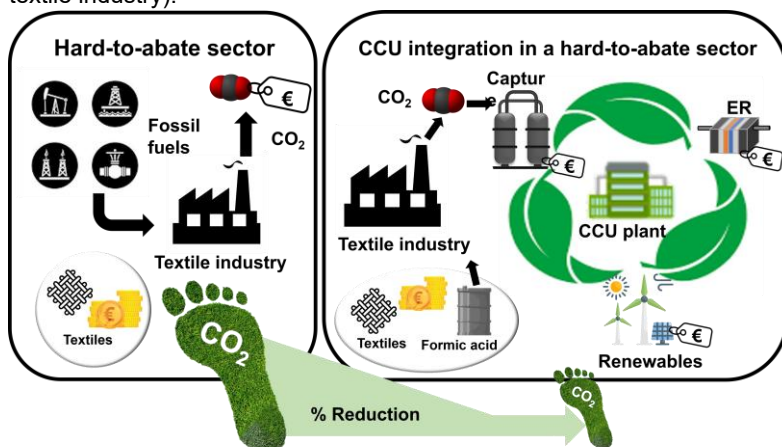 textile industry).
Hard-to-abate sector
Fossil
fuels
€
CO2
Textile industry
Textiles
CO2
CCU integration in a hard-to-abate sector
CO2
Captur
e
€
ER
€
CCU plant
Textile industry
Textiles
Formic acid
€
Renewables
% Reduction
CO2